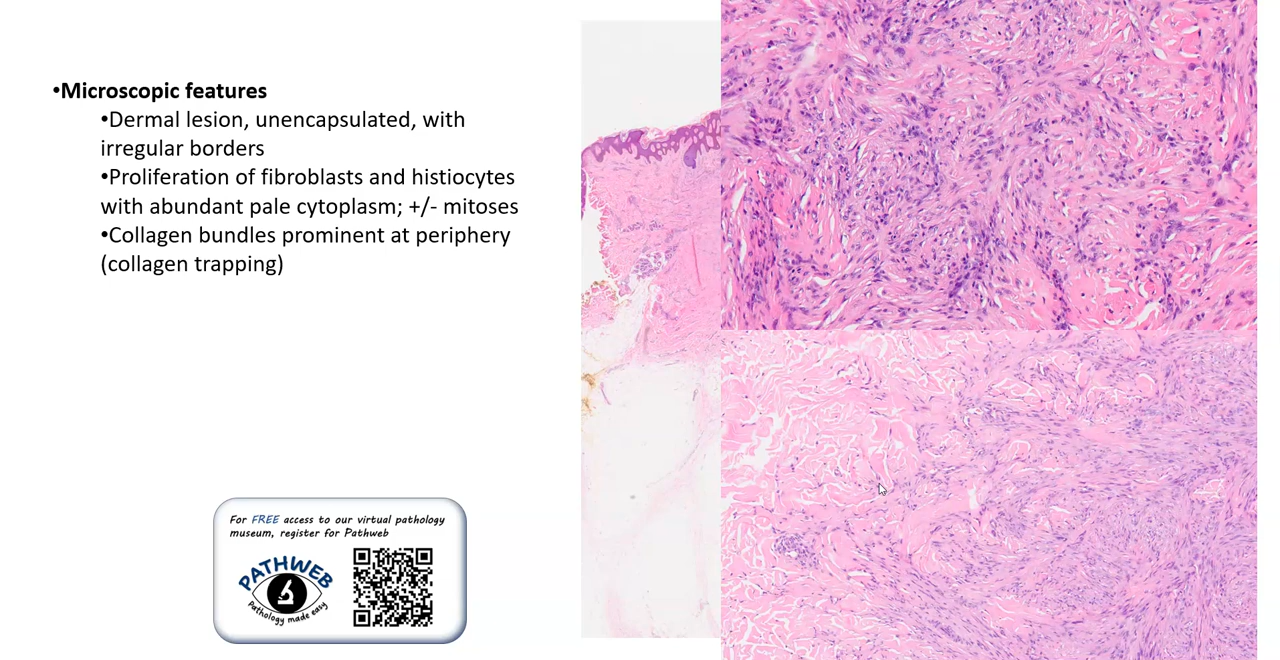 •Microscopic features
•Dermal lesion, unencapsulated, with
irregular borders
•Proliferation of fibroblasts and histiocytes
with abundant pale cytoplasm; +/- mitoses
•Collagen bundles prominent at periphery
(collagen trapping)
For FREE access to our virtual pathology
museum, register for Pathweb
PATHWEB
Pathology made easy